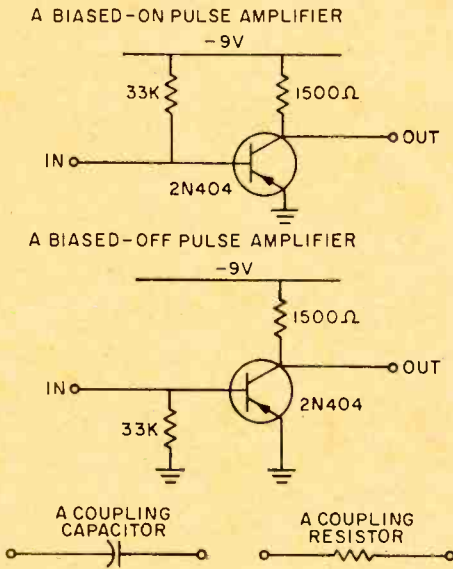 A BIASED-ON PULSE AMPLIFIER
-9V
33K
1500Ω
IN
OUT
2N404
A BIASED-OFF PULSE AMPLIFIER
-9V
1500Ω
OUT
IN
2N404
33K
A COUPLING
CAPACITOR
A COUPLING
RESISTOR